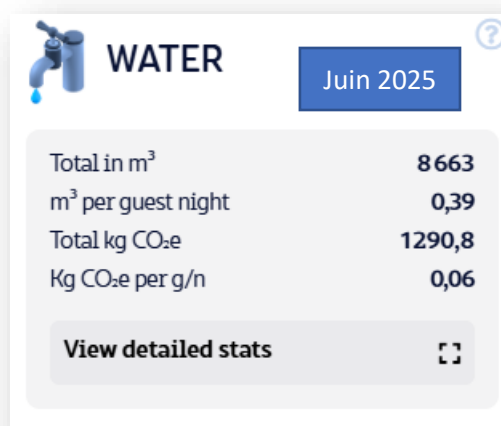 WATER
Juin 2025
Total in m³ 8 663
m³ per guest night 0,39
Total kg CO₂e 1290,8
Kg CO₂e per g/n 0,06
View detailed stats